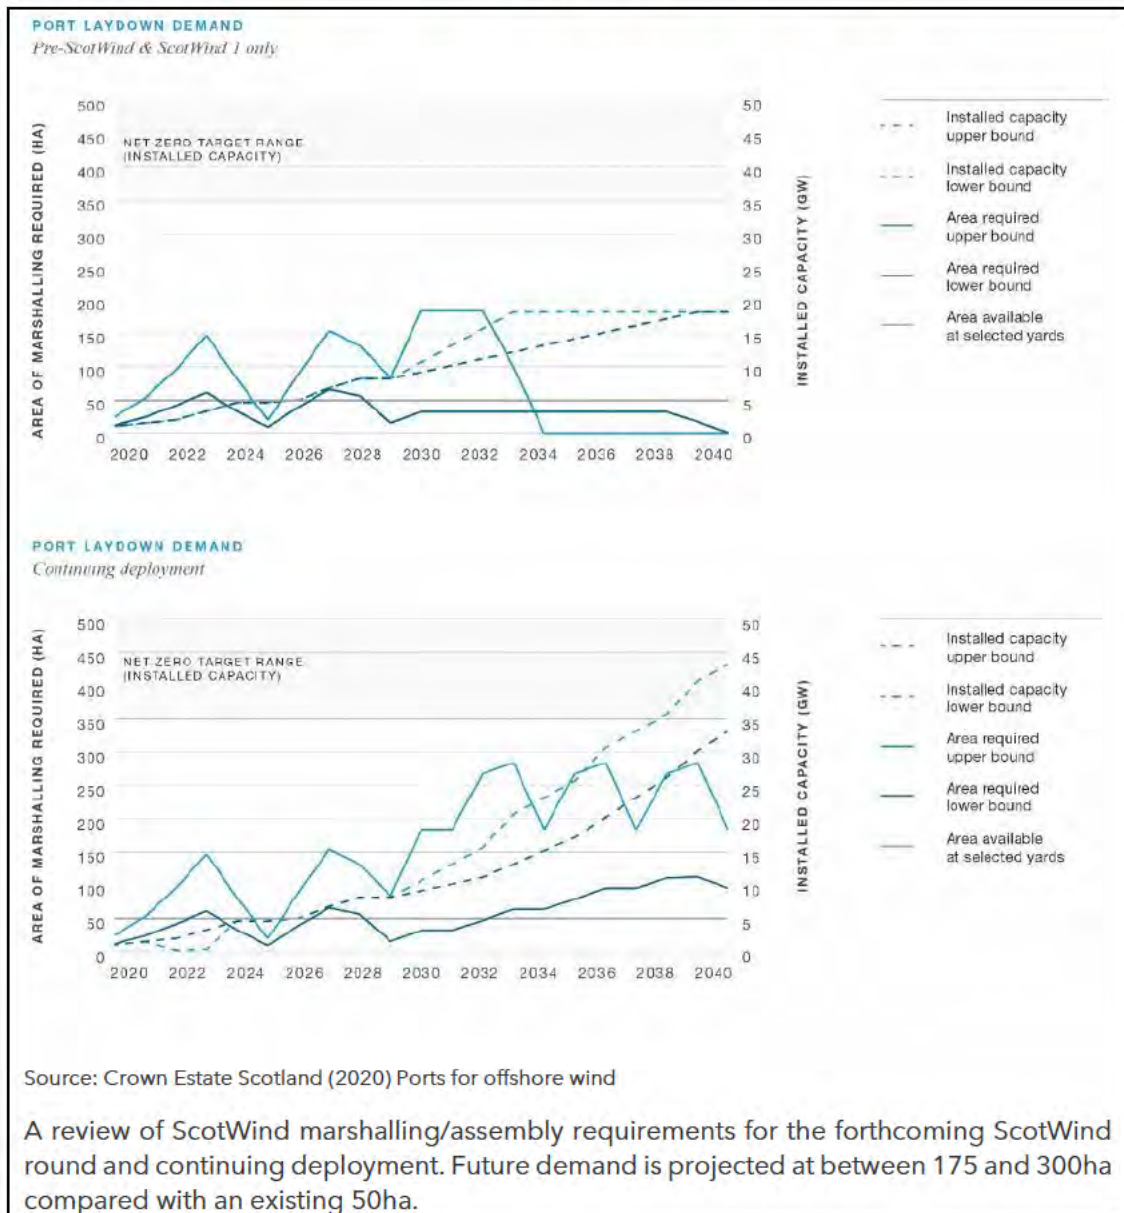 PORT LAYDOWN DEMAND
Pre-ScotWind & ScotWind 1 only
AREA OF MARSHALLING REQUIRED (HA)
500
450
400
350
300
250
200
150
100
50
0
NET ZERO TARGET RANGE
(INSTALLED CAPACITY)
2020 2022 2024 2026 2028 2030 2032 2034 2036 2038 2040
50
45
40
35
30
25
20
15
10
5
0
INSTALLED CAPACITY (GW)
Installed capacity
upper bound
Installed capacity
lower bound
Area required
upper bound
Area required
lower bound
Area available
at selected yards
PORT LAYDOWN DEMAND
Continuing deployment
AREA OF MARSHALLING REQUIRED (HA)
500
450
400
350
300
250
200
150
100
50
0
NET ZERO TARGET RANGE
(INSTALLED CAPACITY)
2020 2022 2024 2026 2028 2030 2032 2034 2036 2038 2040
50
45
40
35
30
25
20
15
10
5
0
INSTALLED CAPACITY (GW)
Installed capacity
upper bound
Installed capacity
lower bound
Area required
upper bound
Area required
lower bound
Area available
at selected yards
Source: Crown Estate Scotland (2020) Ports for offshore wind
A review of ScotWind marshalling/assembly requirements for the forthcoming ScotWind
round and continuing deployment. Future demand is projected at between 175 and 300ha
compared with an existing 50ha.